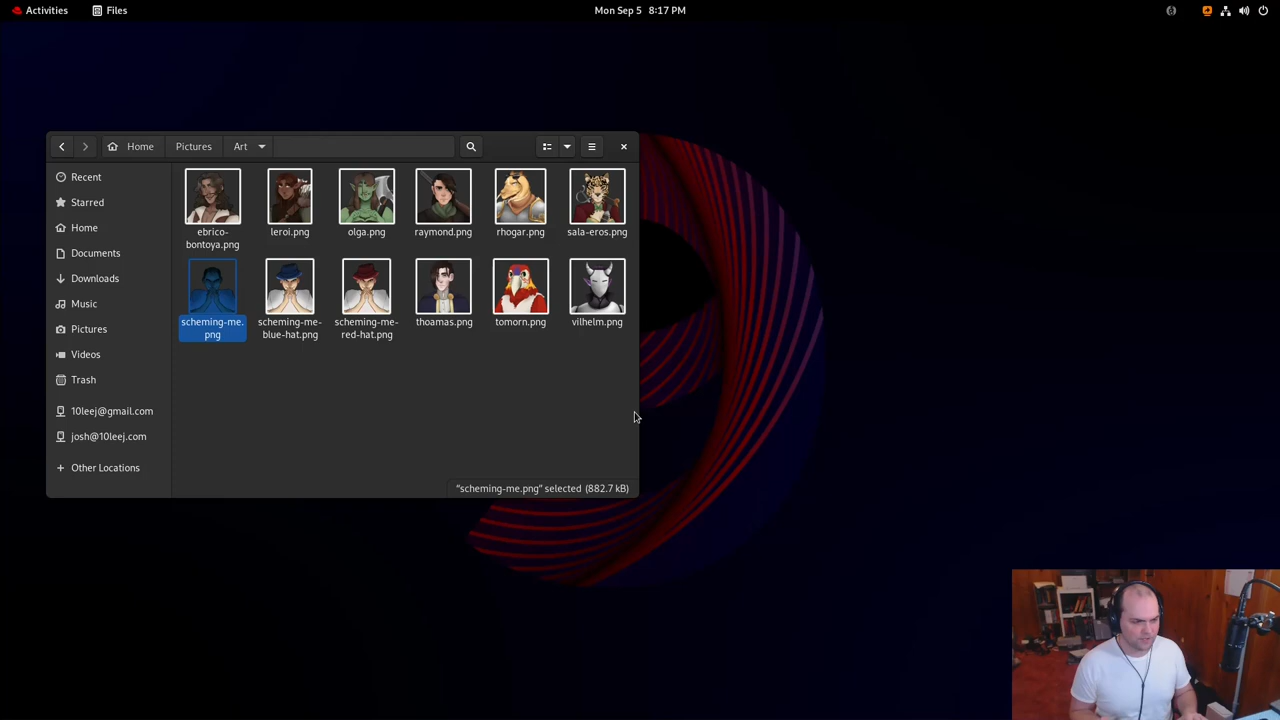 Activities
Files
Mon Sep 5 8:17 PM
Home
Pictures
Art
Recent
Starred
Home
Documents
Downloads
Music
Pictures
Videos
Trash
10leej@gmail.com
josh@10leej.com
Other Locations
ebrico-
bontoya.png
leroi.png
olga.png
raymond.png
rhogar.png
sala-eros.png
scheming-me.
png
scheming-me-
blue-hat.png
scheming-me-
red-hat.png
thoamas.png
tomorn.png
vilhelm.png
“scheming-me.png” selected (882.7 kB)